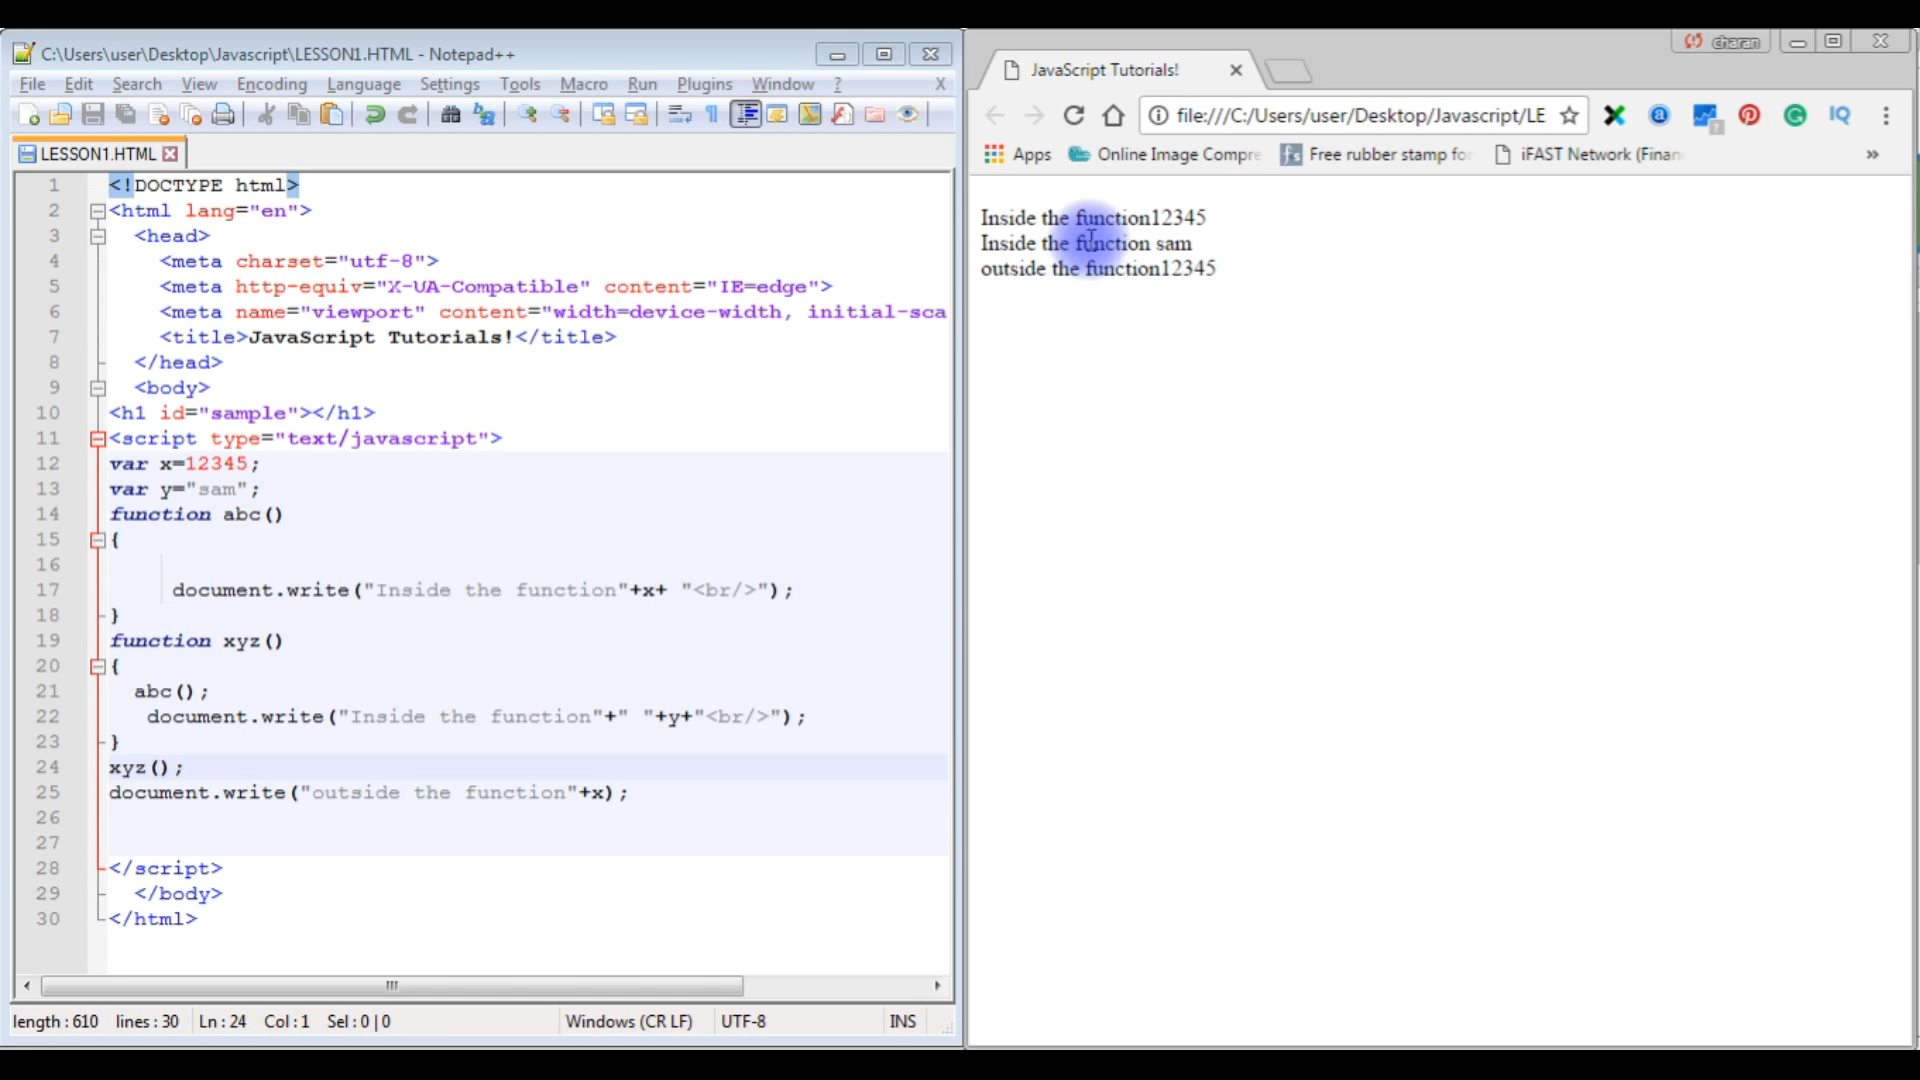 C:\Users\user\Desktop\Javascript\LESSON1.HTML - Notepad++
File Edit Search View Encoding Language Settings Tools Macro Run Plugins Window ? X
LESSON1.HTML
1 <!DOCTYPE html>
2 <html lang="en">
3 <head>
4 <meta charset="utf-8">
5 <meta http-equiv="X-UA-Compatible" content="IE=edge">
6 <meta name="viewport" content="width=device-width, initial-sca
7 <title>JavaScript Tutorials!</title>
8 </head>
9 <body>
10 <h1 id="sample"></h1>
11 <script type="text/javascript">
12 var x=12345;
13 var y="sam";
14 function abc()
15 {
16
17 document.write("Inside the function"+x+ "<br/>");
18 }
19 function xyz()
20 {
21 abc();
22 document.write("Inside the function"+" "+y+"<br/>");
23 }
24 xyz();
25 document.write("outside the function"+x);
26
27
28 </script>
29 </body>
30 </html>
length : 610 lines : 30 Ln : 24 Col : 1 Sel : 0 | 0 Windows (CR LF) UTF-8 INS
charan
JavaScript Tutorials!
file:///C:/Users/user/Desktop/Javascript/LE
IQ
Apps Online Image Compre Free rubber stamp for iFAST Network (Finan »
Inside the function12345
Inside the function sam
outside the function12345